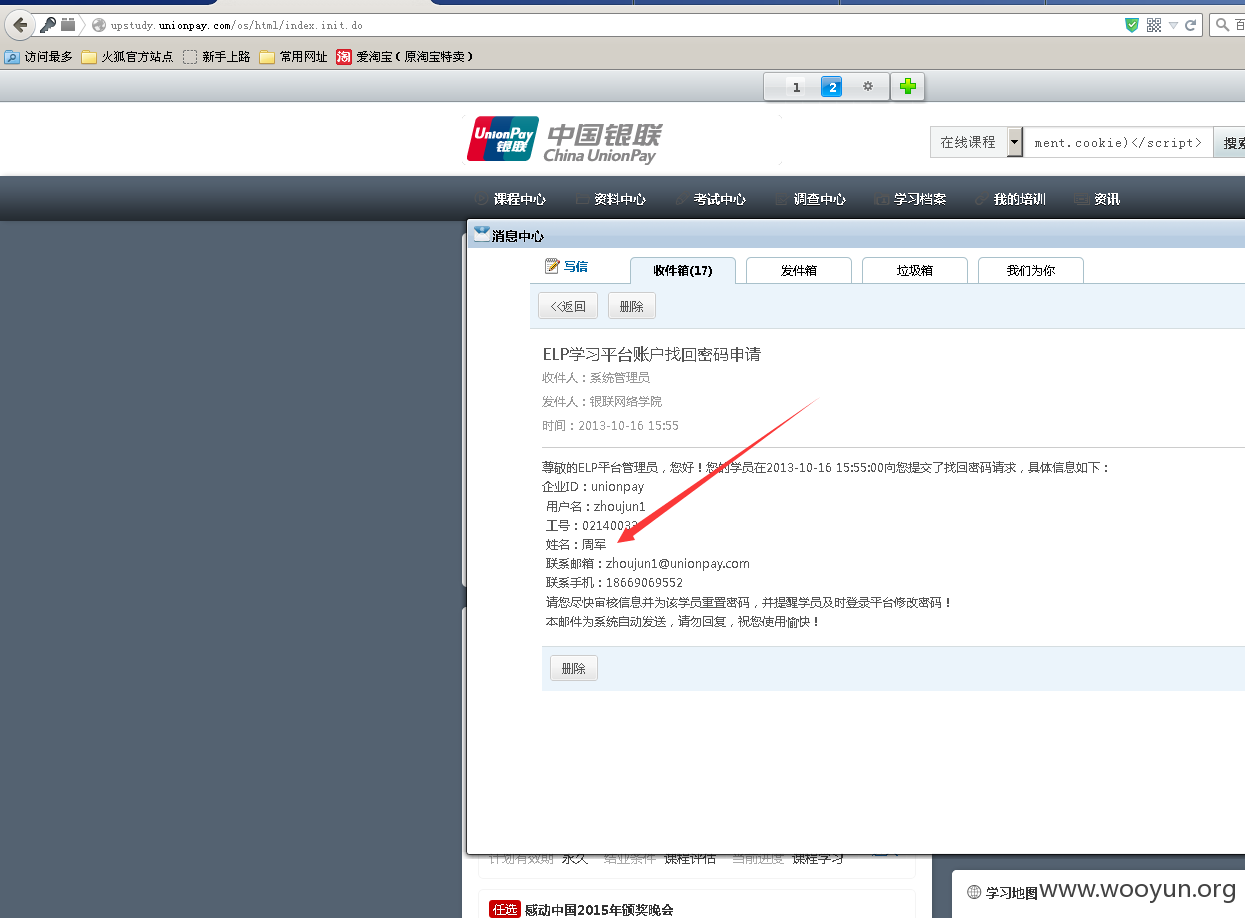 upstudy.unionpay.com/os/html/index.init.do
百
访问最多 火狐官方站点 新手上路 常用网址 淘 爱淘宝（原淘宝特卖）
1 2
UnionPay 银联 中国银联 China UnionPay
在线课程 ment.cookie)</script> 搜索
课程中心 资料中心 考试中心 调查中心 学习档案 我的培训 资讯
消息中心
写信 收件箱(17) 发件箱 垃圾箱 我们为你
<<返回 删除
ELP学习平台账户找回密码申请
收件人：系统管理员
发件人：银联网络学院
时间：2013-10-16 15:55
尊敬的ELP平台管理员，您好！您的学员在2013-10-16 15:55:00向您提交了找回密码请求，具体信息如下：
企业ID：unionpay
用户名：zhoujun1
工号：02140033
姓名：周军
联系邮箱：zhoujun1@unionpay.com
联系手机：18669069552
请您尽快审核信息并为该学员重置密码，并提醒学员及时登录平台修改密码！
本邮件为系统自动发送，请勿回复，祝您使用愉快！
删除
计划有效期 永久 结业条件 课程评估 当前进度 课程学习
学习地图
www.wooyun.org
任选 感动中国2015年颁奖晚会